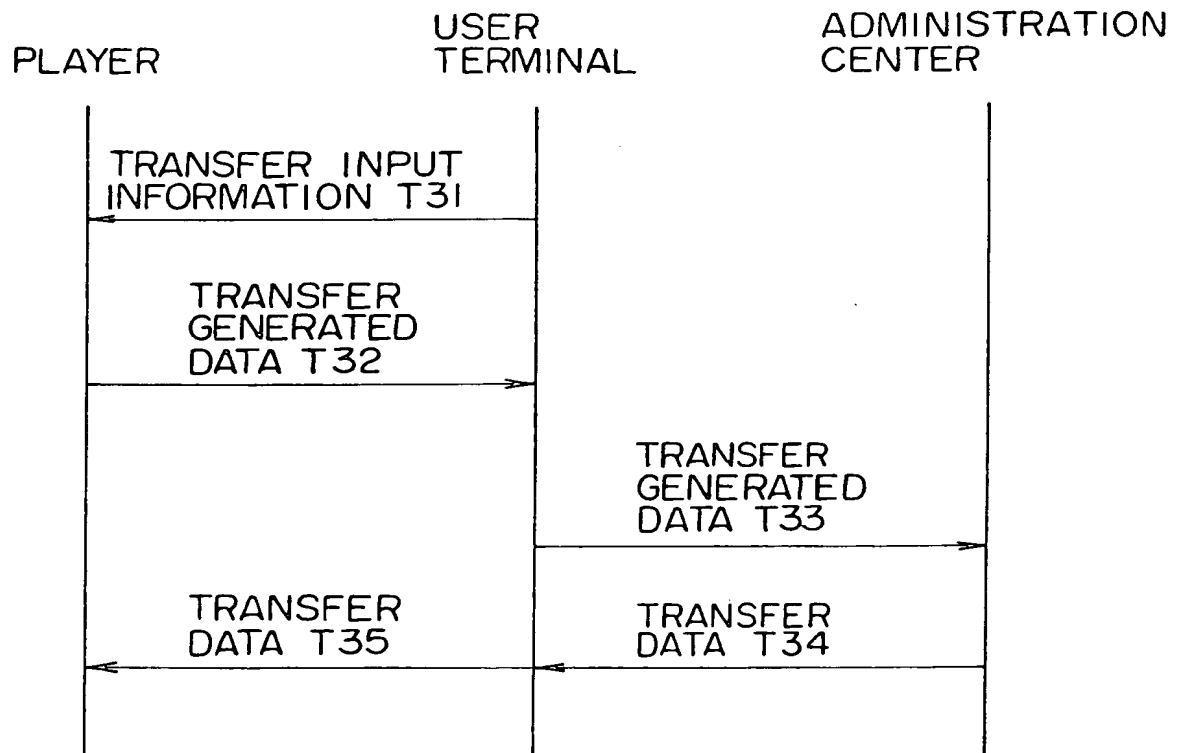 PLAYER
USER
TERMINAL
ADMINISTRATION
CENTER
TRANSFER INPUT
INFORMATION T31
TRANSFER
GENERATED
DATA T32
TRANSFER
GENERATED
DATA T33
TRANSFER
DATA T35
TRANSFER
DATA T34